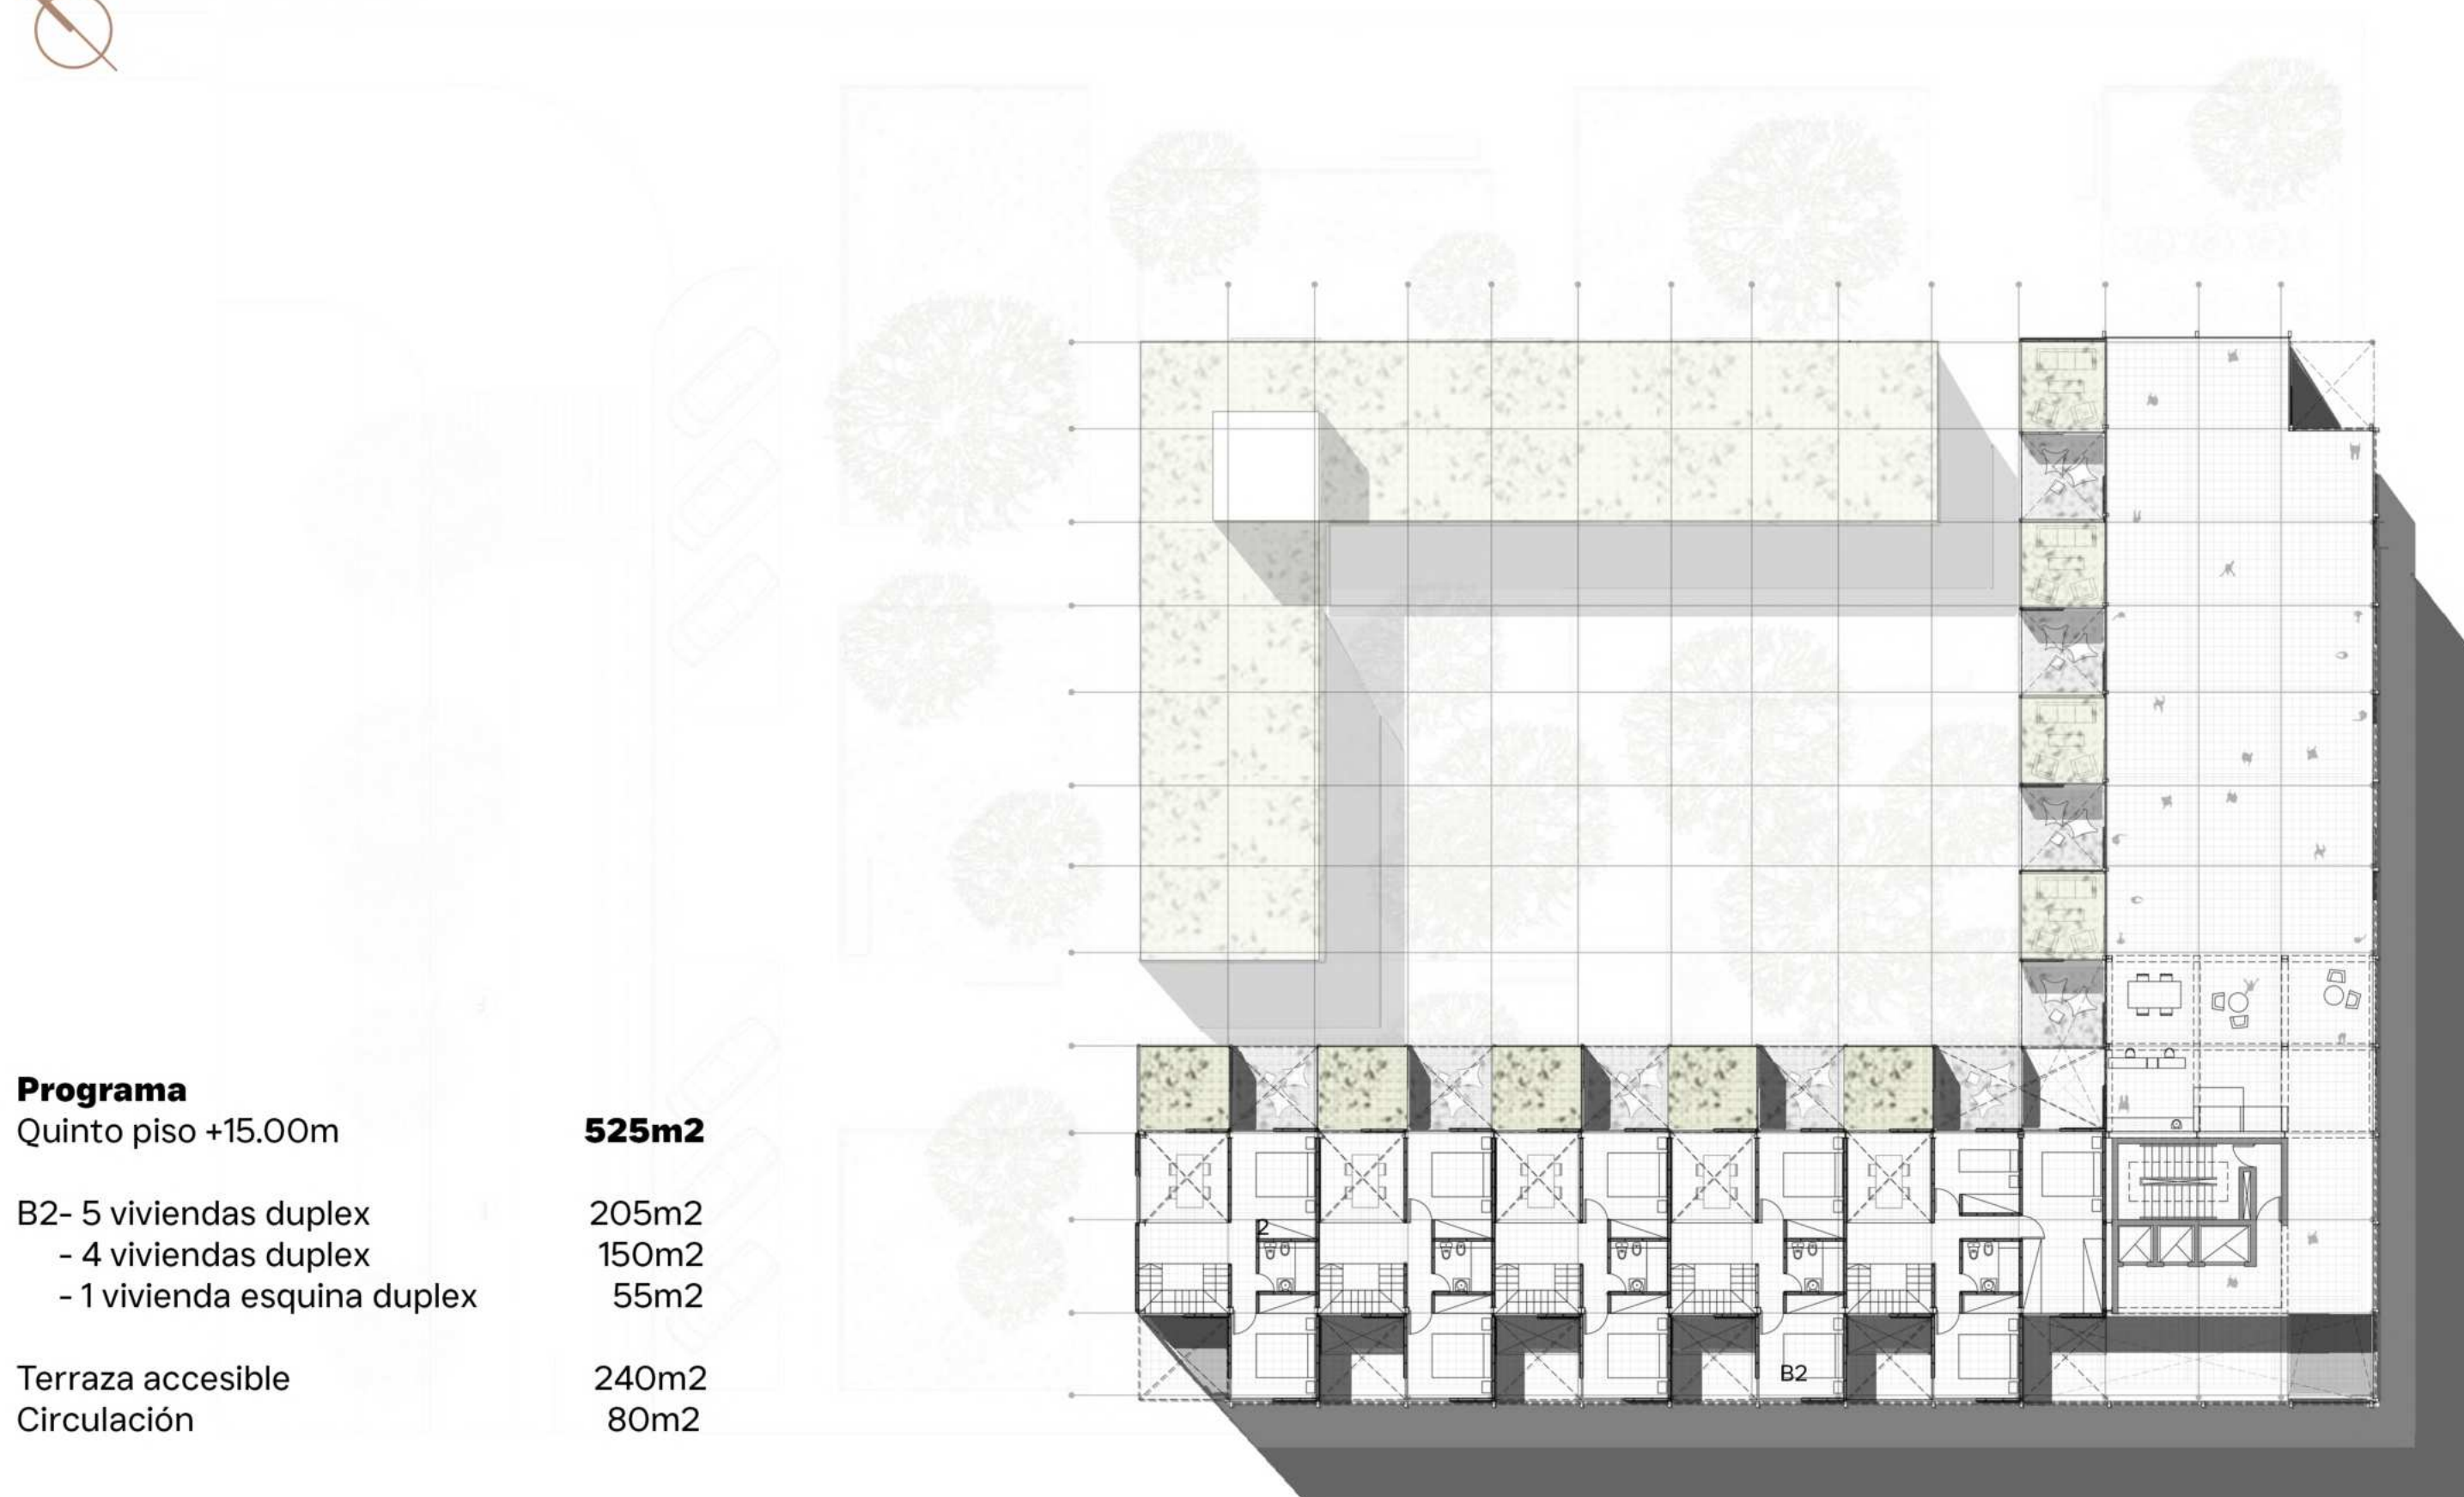 Programa
Quinto piso +15.00m 525m2
B2- 5 viviendas duplex 205m2
- 4 viviendas duplex 150m2
- 1 vivienda esquina duplex 55m2
Terraza accesible 240m2
Circulación 80m2
2
B2